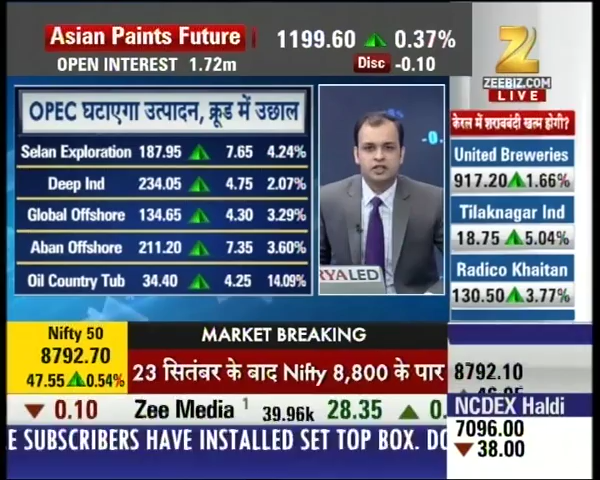 Asian Paints Future
1199.60 0.37%
OPEN INTEREST 1.72m
Disc -0.10
Z
ZEEBIZ.COM
LIVE
OPEC घटाएगा उत्पादन, क्रूड में उछाल
Selan Exploration 187.95 7.65 4.24%
Deep Ind 234.05 4.75 2.07%
Global Offshore 134.65 4.30 3.29%
Aban Offshore 211.20 7.35 3.60%
Oil Country Tub 34.40 4.25 14.09%
-0.
RYALED
केरल में शराबबंदी खत्म होगी?
United Breweries
917.20 1.66%
Tilaknagar Ind
18.75 5.04%
Radico Khaitan
130.50 3.77%
Nifty 50
8792.70
47.55 0.54%
MARKET BREAKING
23 सितंबर के बाद Nifty 8,800 के पार
8792.10
0.10 Zee Media 1 39.96k 28.35 0.
NCDEX Haldi
7096.00
38.00
E SUBSCRIBERS HAVE INSTALLED SET TOP BOX. DO